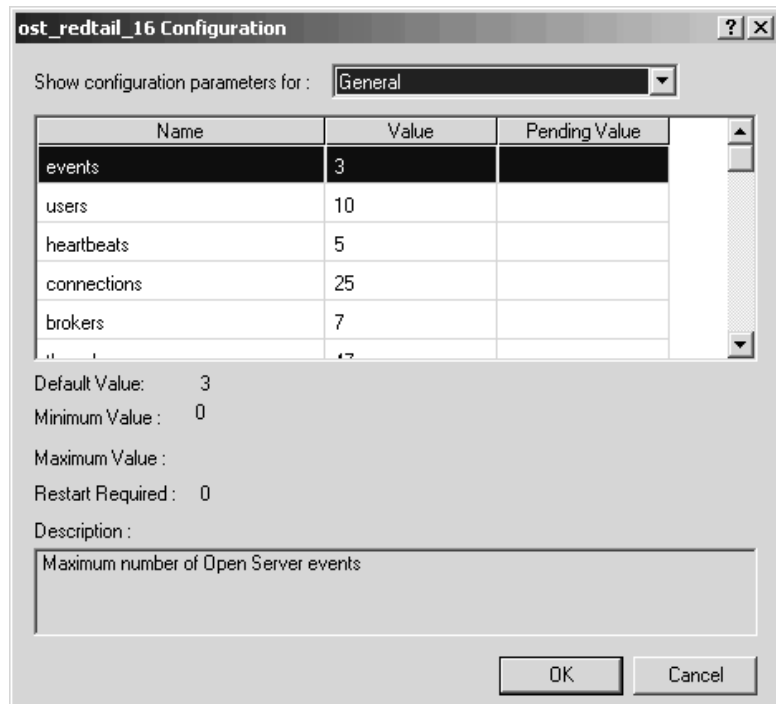 ost_redtail_16 Configuration
Show configuration parameters for : General
Name Value Pending Value
events 3
users 10
heartbeats 5
connections 25
brokers 7
Default Value: 3
Minimum Value : 0
Maximum Value :
Restart Required : 0
Description :
Maximum number of Open Server events
OK Cancel